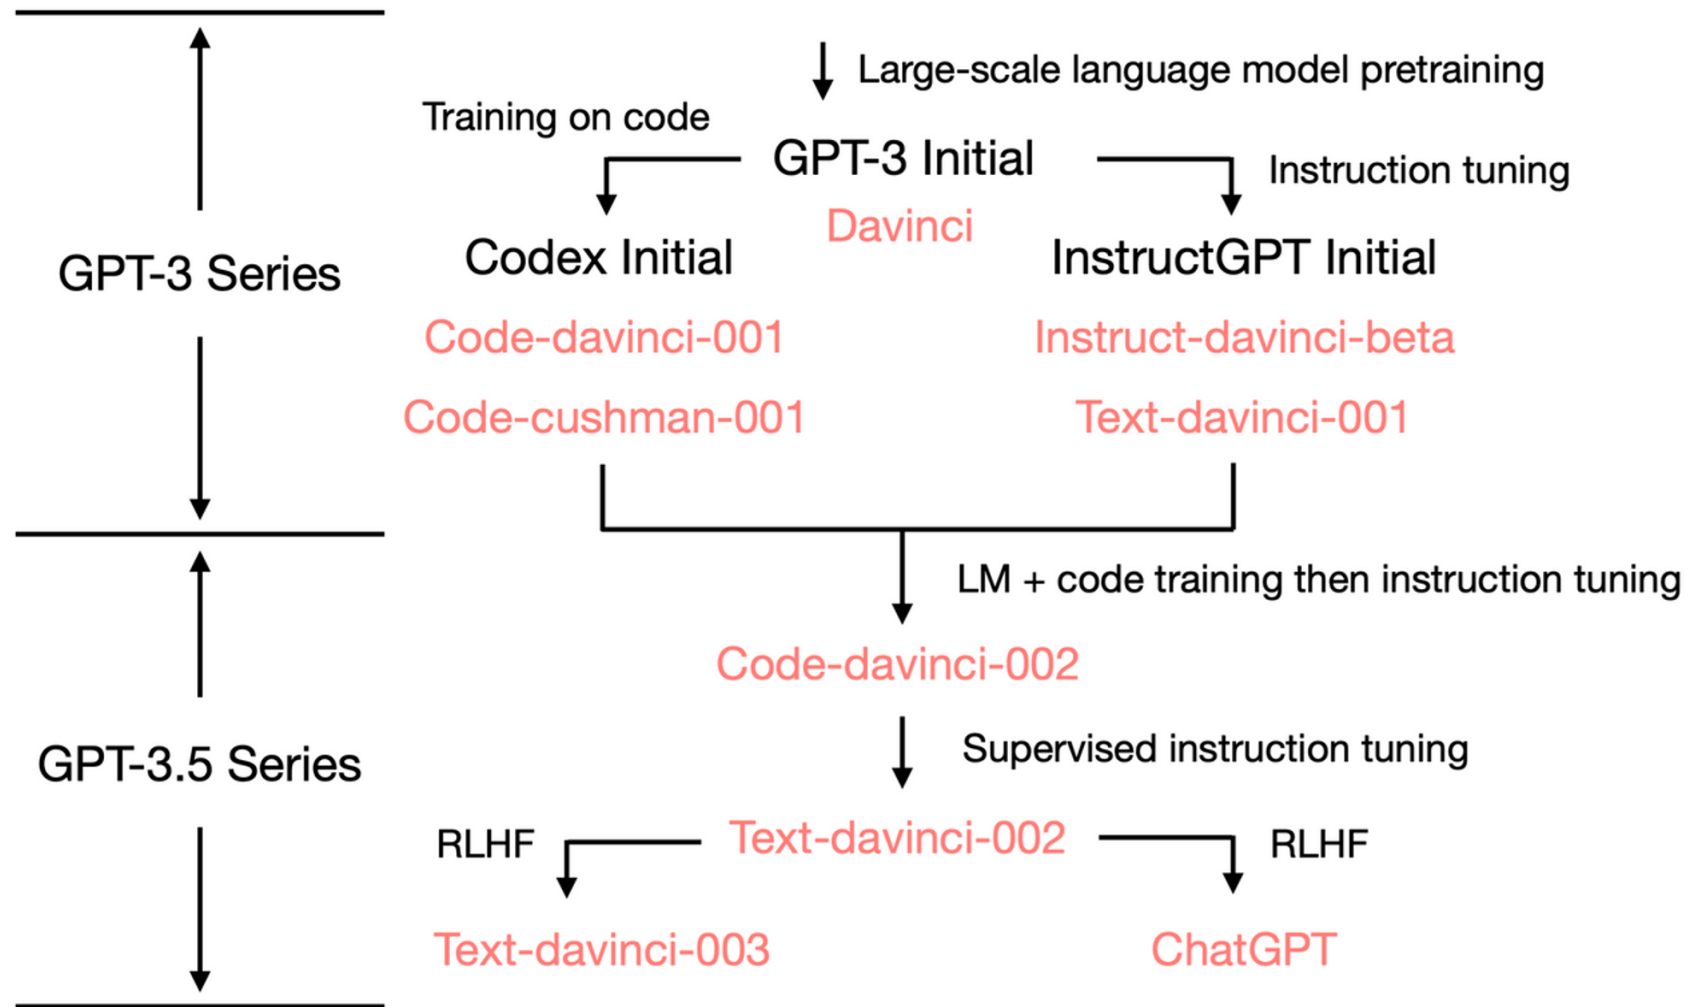 Large-scale language model pretraining
Training on code
GPT-3 Initial
Instruction tuning
Davinci
Codex Initial
InstructGPT Initial
GPT-3 Series
Code-davinci-001
Instruct-davinci-beta
Code-cushman-001
Text-davinci-001
LM + code training then instruction tuning
Code-davinci-002
Supervised instruction tuning
GPT-3.5 Series
RLHF
Text-davinci-002
RLHF
Text-davinci-003
ChatGPT